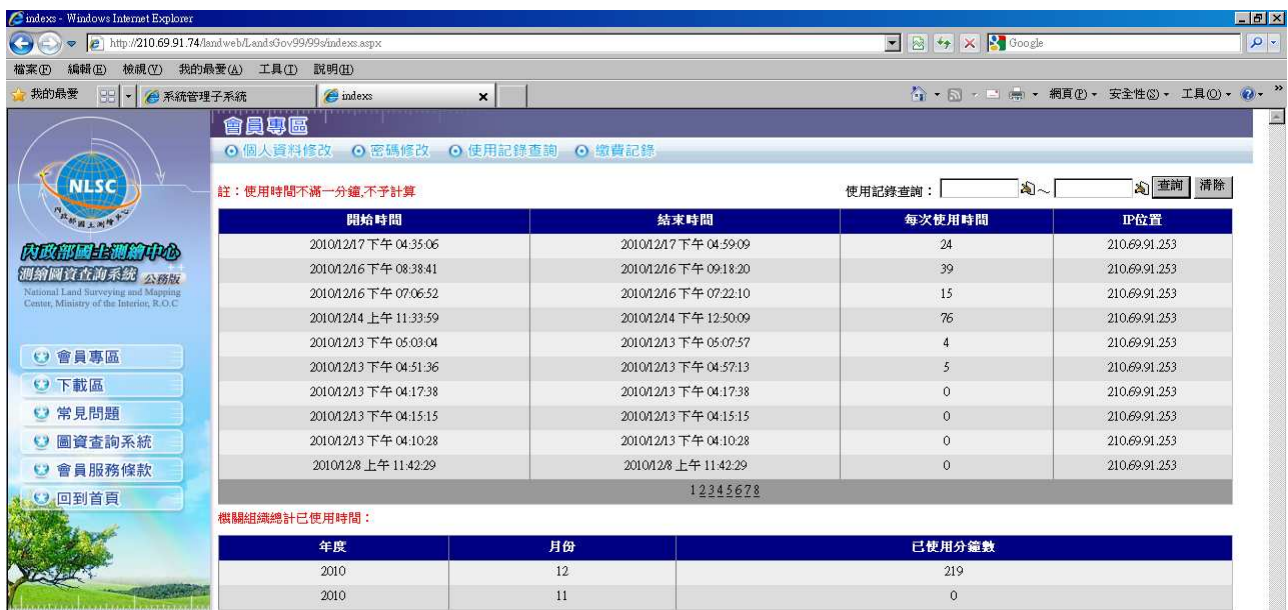 indexs - Windows Internet Explorer
http://210.69.91.74/landweb/LandsGov99/99s/indexs.aspx
Google
檔案(F) 編輯(E) 檢視(V) 我的最愛(A) 工具(T) 說明(H)
我的最愛 系統管理子系統 indexs 網頁(P) 安全性(S) 工具(O)
會員專區
個人資料修改 密碼修改 使用記錄查詢 繳費記錄
NLSC
內政部國土測繪中心
內政部國土測繪中心
測繪圖資查詢系統 公務版
National Land Surveying and Mapping
Center, Ministry of the Interior, R.O.C
會員專區
下載區
常見問題
圖資查詢系統
會員服務條款
回到首頁
註：使用時間不滿一分鐘,不予計算 使用記錄查詢： ～ 查詢 清除
開始時間 結束時間 每次使用時間 IP位置
2010/12/17 下午 04:35:06 2010/12/17 下午 04:59:09 24 210.69.91.253
2010/12/16 下午 08:38:41 2010/12/16 下午 09:18:20 39 210.69.91.253
2010/12/16 下午 07:06:52 2010/12/16 下午 07:22:10 15 210.69.91.253
2010/12/14 上午 11:33:59 2010/12/14 下午 12:50:09 76 210.69.91.253
2010/12/13 下午 05:03:04 2010/12/13 下午 05:07:57 4 210.69.91.253
2010/12/13 下午 04:51:36 2010/12/13 下午 04:57:13 5 210.69.91.253
2010/12/13 下午 04:17:38 2010/12/13 下午 04:17:38 0 210.69.91.253
2010/12/13 下午 04:15:15 2010/12/13 下午 04:15:15 0 210.69.91.253
2010/12/13 下午 04:10:28 2010/12/13 下午 04:10:28 0 210.69.91.253
2010/12/8 上午 11:42:29 2010/12/8 上午 11:42:29 0 210.69.91.253
1 2 3 4 5 6 7 8
機關組織總計已使用時間：
年度 月份 已使用分鐘數
2010 12 219
2010 11 0